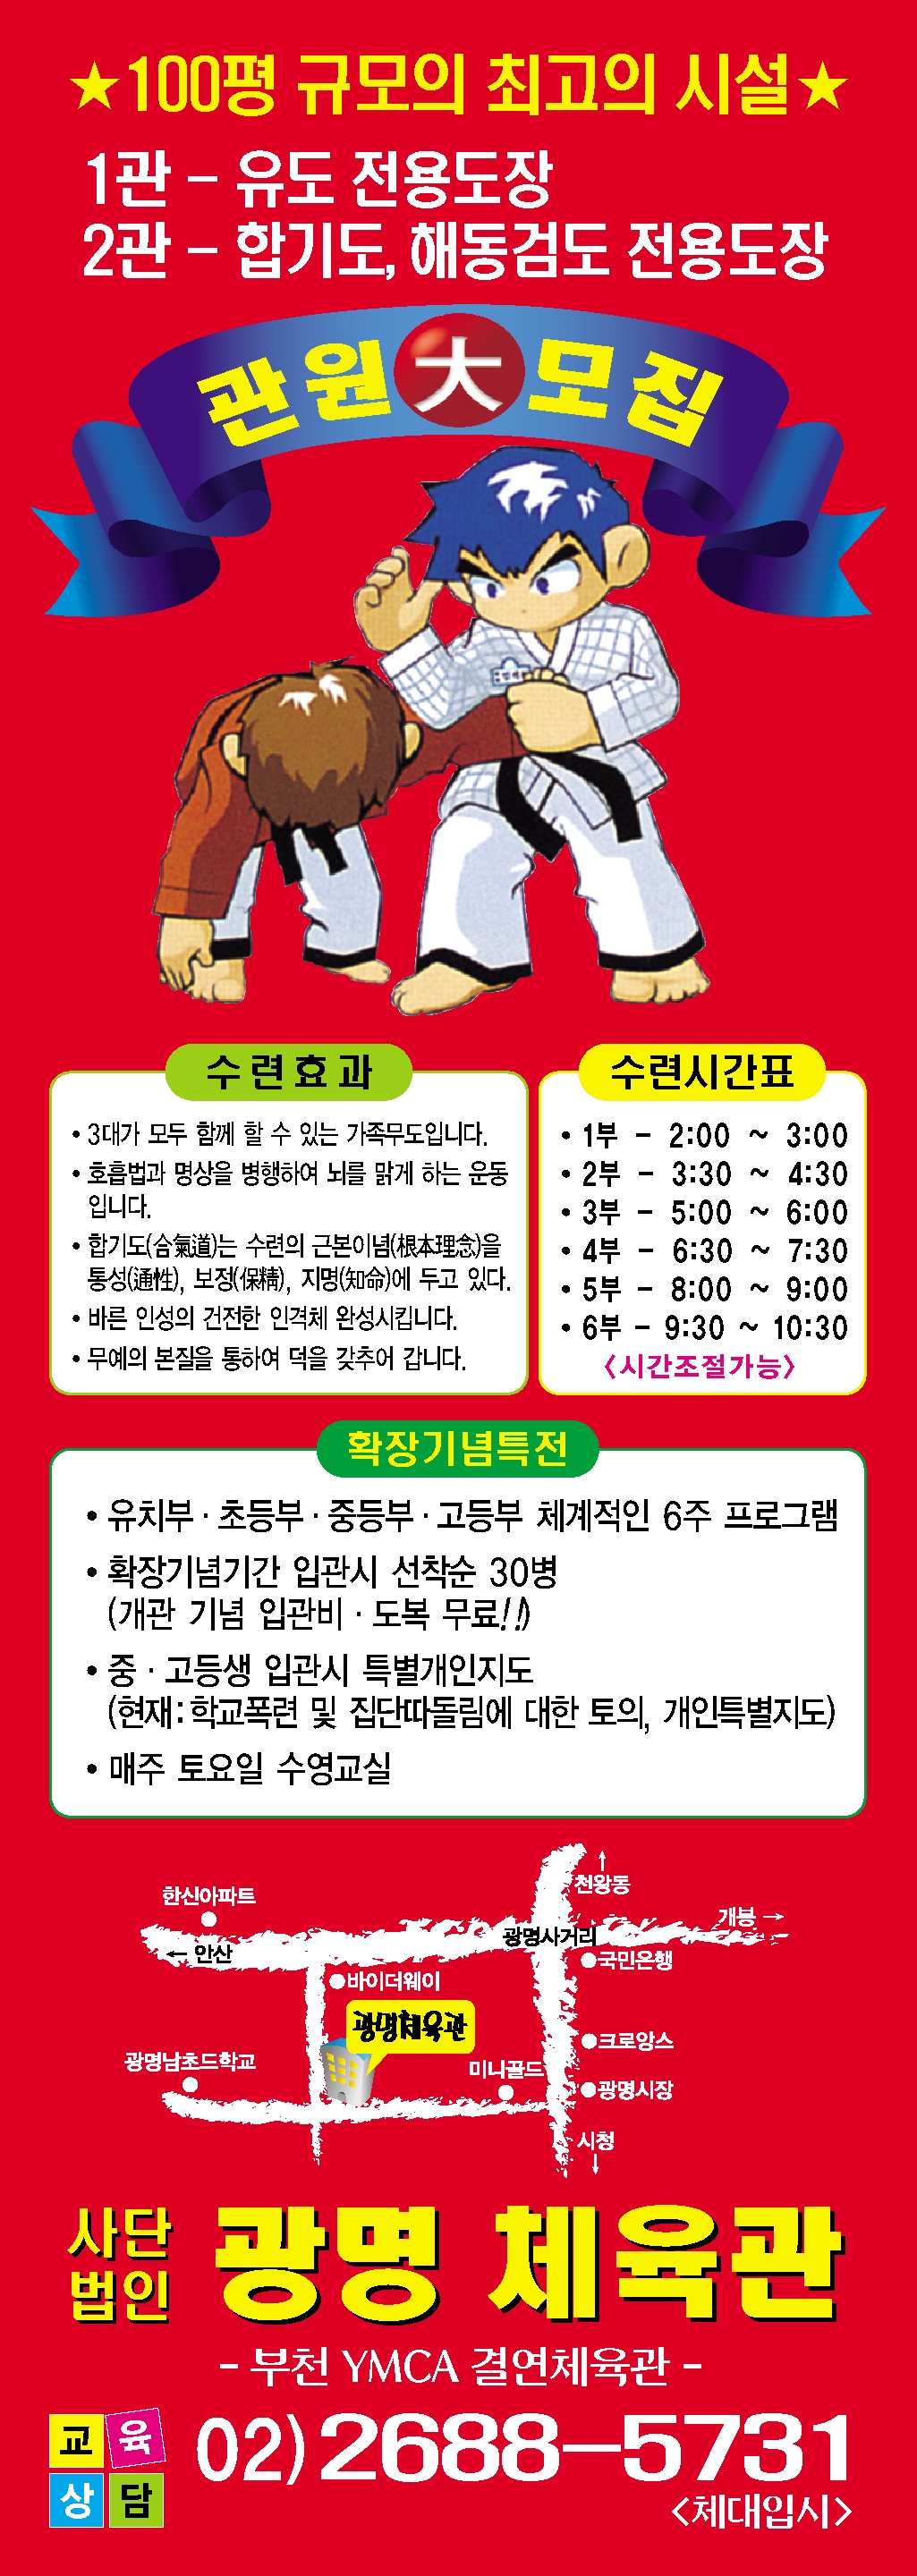 ★100평 규모의 최고의 시설★
1관 - 유도 전용도장
2관 - 합기도, 해동검도 전용도장
관원 大 모집
수련효과
• 3대가 모두 함께 할 수 있는 가족무도입니다.
• 호흡법과 명상을 병행하여 뇌를 맑게 하는 운동
입니다.
• 합기도(合氣道)는 수련의 근본이념(根本理念)을
통성(通性), 보정(保精), 지명(知命)에 두고 있다.
• 바른 인성의 건전한 인격체 완성시킵니다.
• 무예의 본질을 통하여 덕을 갖추어 갑니다.
수련시간표
• 1부 - 2:00 ~ 3:00
• 2부 - 3:30 ~ 4:30
• 3부 - 5:00 ~ 6:00
• 4부 - 6:30 ~ 7:30
• 5부 - 8:00 ~ 9:00
• 6부 - 9:30 ~ 10:30
<시간조절가능>
확장기념특전
• 유치부·초등부·중등부·고등부 체계적인 6주 프로그램
• 확장기념기간 입관시 선착순 30병
(개관 기념 입관비·도복 무료!!)
• 중·고등생 입관시 특별개인지도
(현재:학교폭련 및 집단따돌림에 대한 토의, 개인특별지도)
• 매주 토요일 수영교실
↑
천왕동
한신아파트
개봉 →
광명사거리
← 안산
국민은행
바이더웨이
광명체육관
크로앙스
광명남초드학교
미니골드
광명시장
시청
↓
사단
법인
광명 체육관
- 부천 YMCA 결연체육관 -
교육
상담
02) 2688-5731
<체대입시>